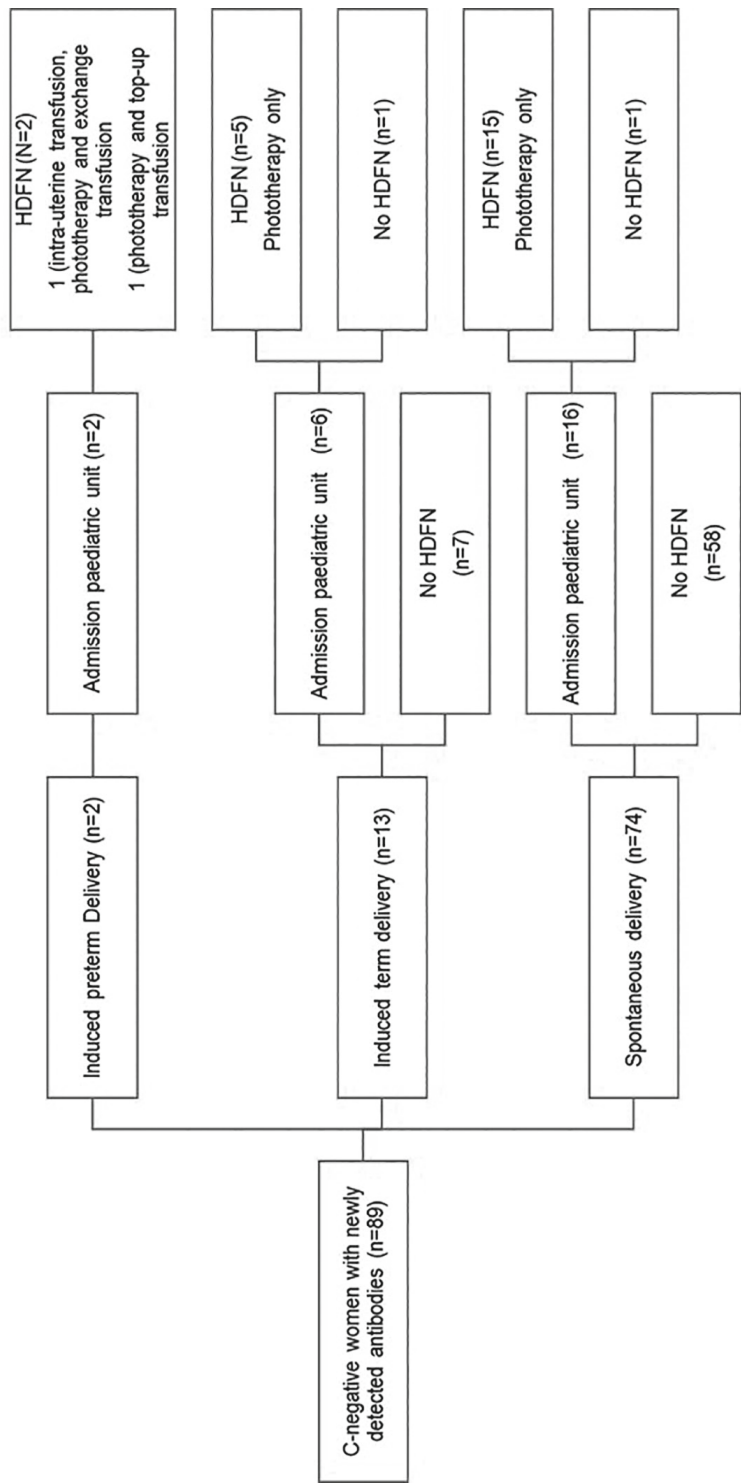 C-negative women with newly
detected antibodies (n=89)
Induced preterm Delivery (n=2)
Induced term delivery (n=13)
Spontaneous delivery (n=74)
Admission paediatric unit (n=2)
Admission paediatric unit (n=6)
No HDFN
(n=7)
Admission paediatric unit (n=16)
No HDFN
(n=58)
HDFN (N=2)
1 (intra-uterine transfusion,
phototherapy and exchange
transfusion
1 (phototherapy and top-up
transfusion
HDFN (n=5)
Phototherapy only
No HDFN (n=1)
HDFN (n=15)
Phototherapy only
No HDFN (n=1)